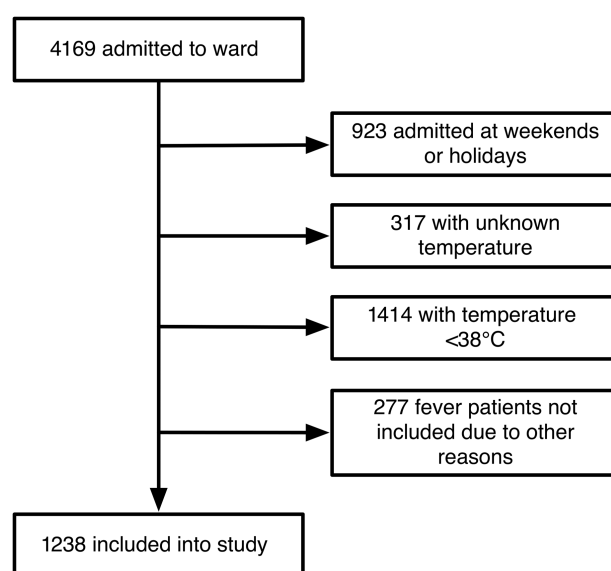 4169 admitted to ward
923 admitted at weekends
or holidays
317 with unknown
temperature
1414 with temperature
<38°C
277 fever patients not
included due to other
reasons
1238 included into study